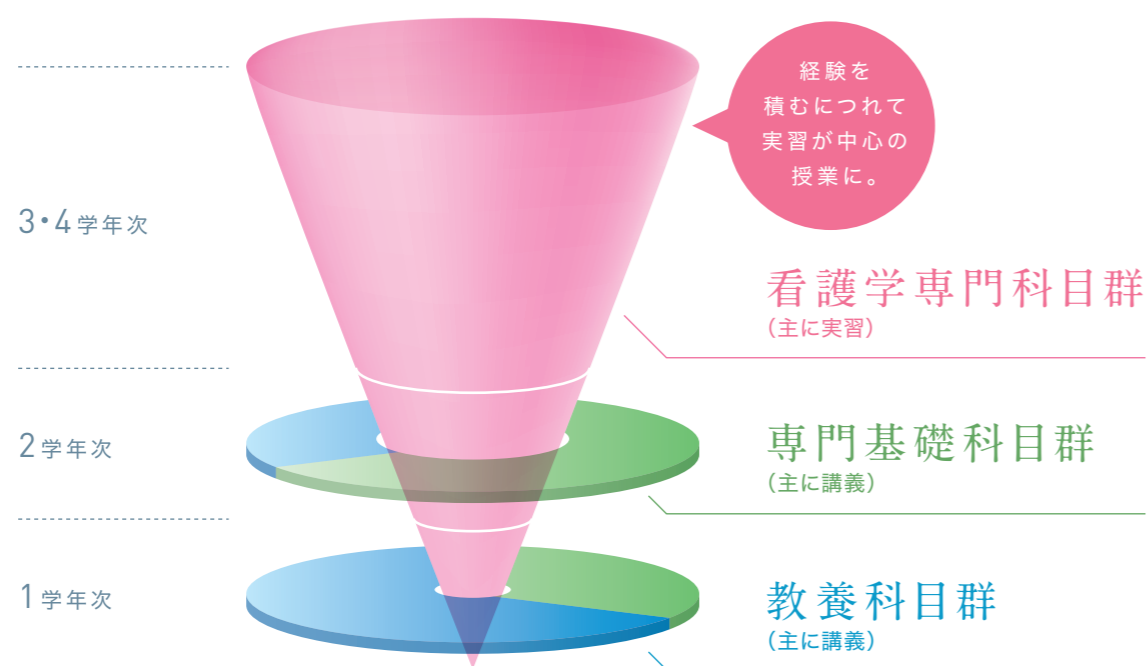 経験を
積むにつれて
実習が中心の
授業に。
3・4学年次
看護学専門科目群
(主に実習)
2学年次
専門基礎科目群
(主に講義)
1学年次
教養科目群
(主に講義)